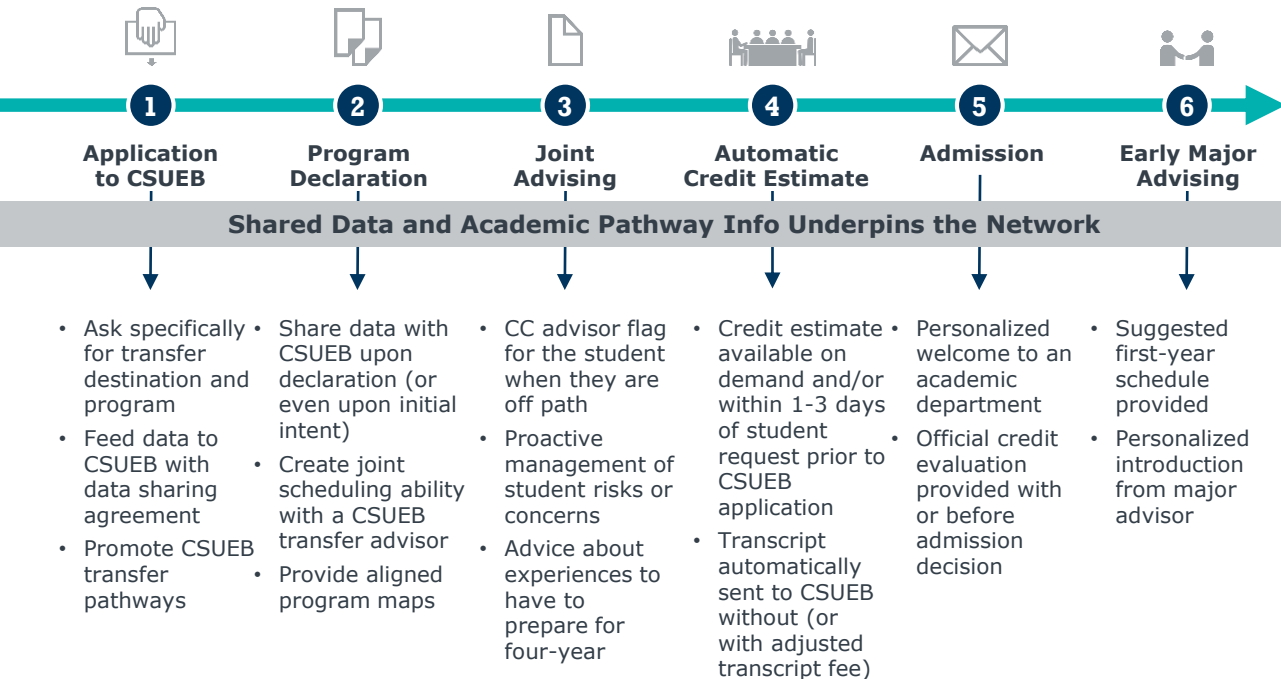 1
2
3
4
5
6
Application
to CSUEB
Program
Declaration
Joint
Advising
Automatic
Credit Estimate
Admission
Early Major
Advising
Shared Data and Academic Pathway Info Underpins the Network
• Ask specifically
for transfer
destination and
program
• Feed data to
CSUEB with
data sharing
agreement
• Promote CSUEB
transfer
pathways
• Share data with
CSUEB upon
declaration (or
even upon initial
intent)
• Create joint
scheduling ability
with a CSUEB
transfer advisor
• Provide aligned
program maps
• CC advisor flag
for the student
when they are
off path
• Proactive
management of
student risks or
concerns
• Advice about
experiences to
have to
prepare for
four-year
• Credit estimate
available on
demand and/or
within 1-3 days
of student
request prior to
CSUEB
application
• Transcript
automatically
sent to CSUEB
without (or
with adjusted
transcript fee)
• Personalized
welcome to an
academic
department
• Official credit
evaluation
provided with
or before
admission
decision
• Suggested
first-year
schedule
provided
• Personalized
introduction
from major
advisor